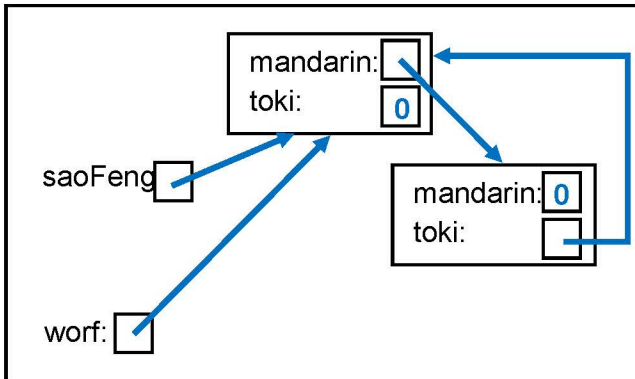 mandarin:
toki: 0
saoFeng
mandarin: 0
toki:
worf: